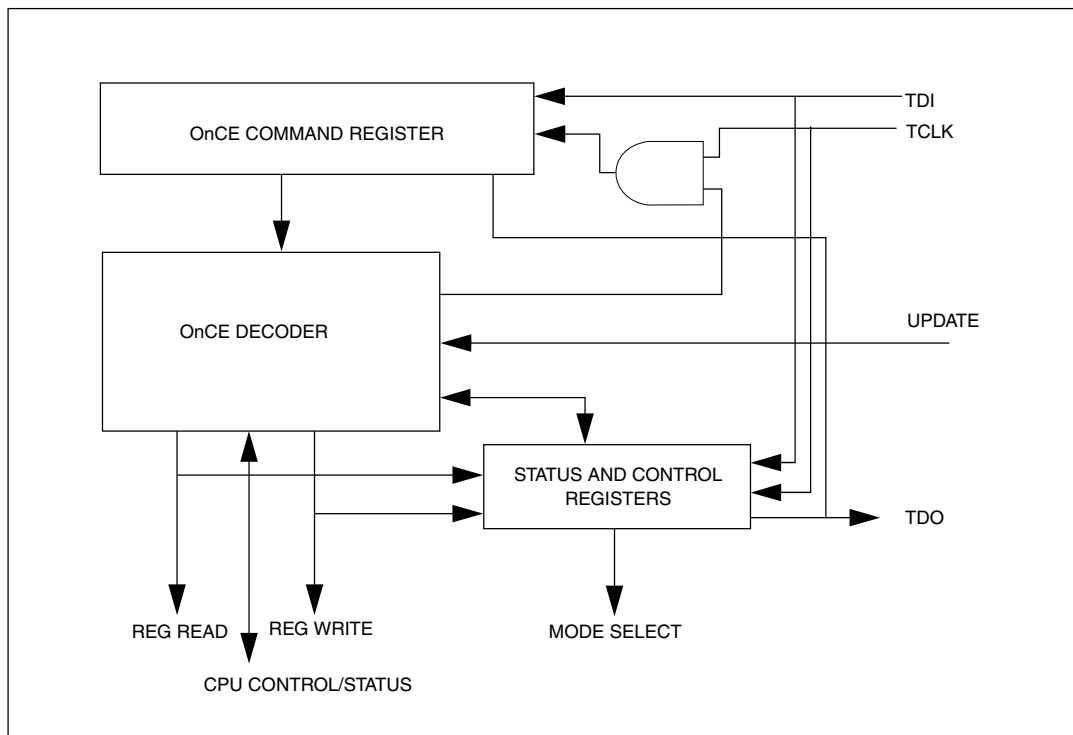 TDI
OnCE COMMAND REGISTER
TCLK
OnCE DECODER
UPDATE
STATUS AND CONTROL
REGISTERS
TDO
REG READ
REG WRITE
MODE SELECT
CPU CONTROL/STATUS